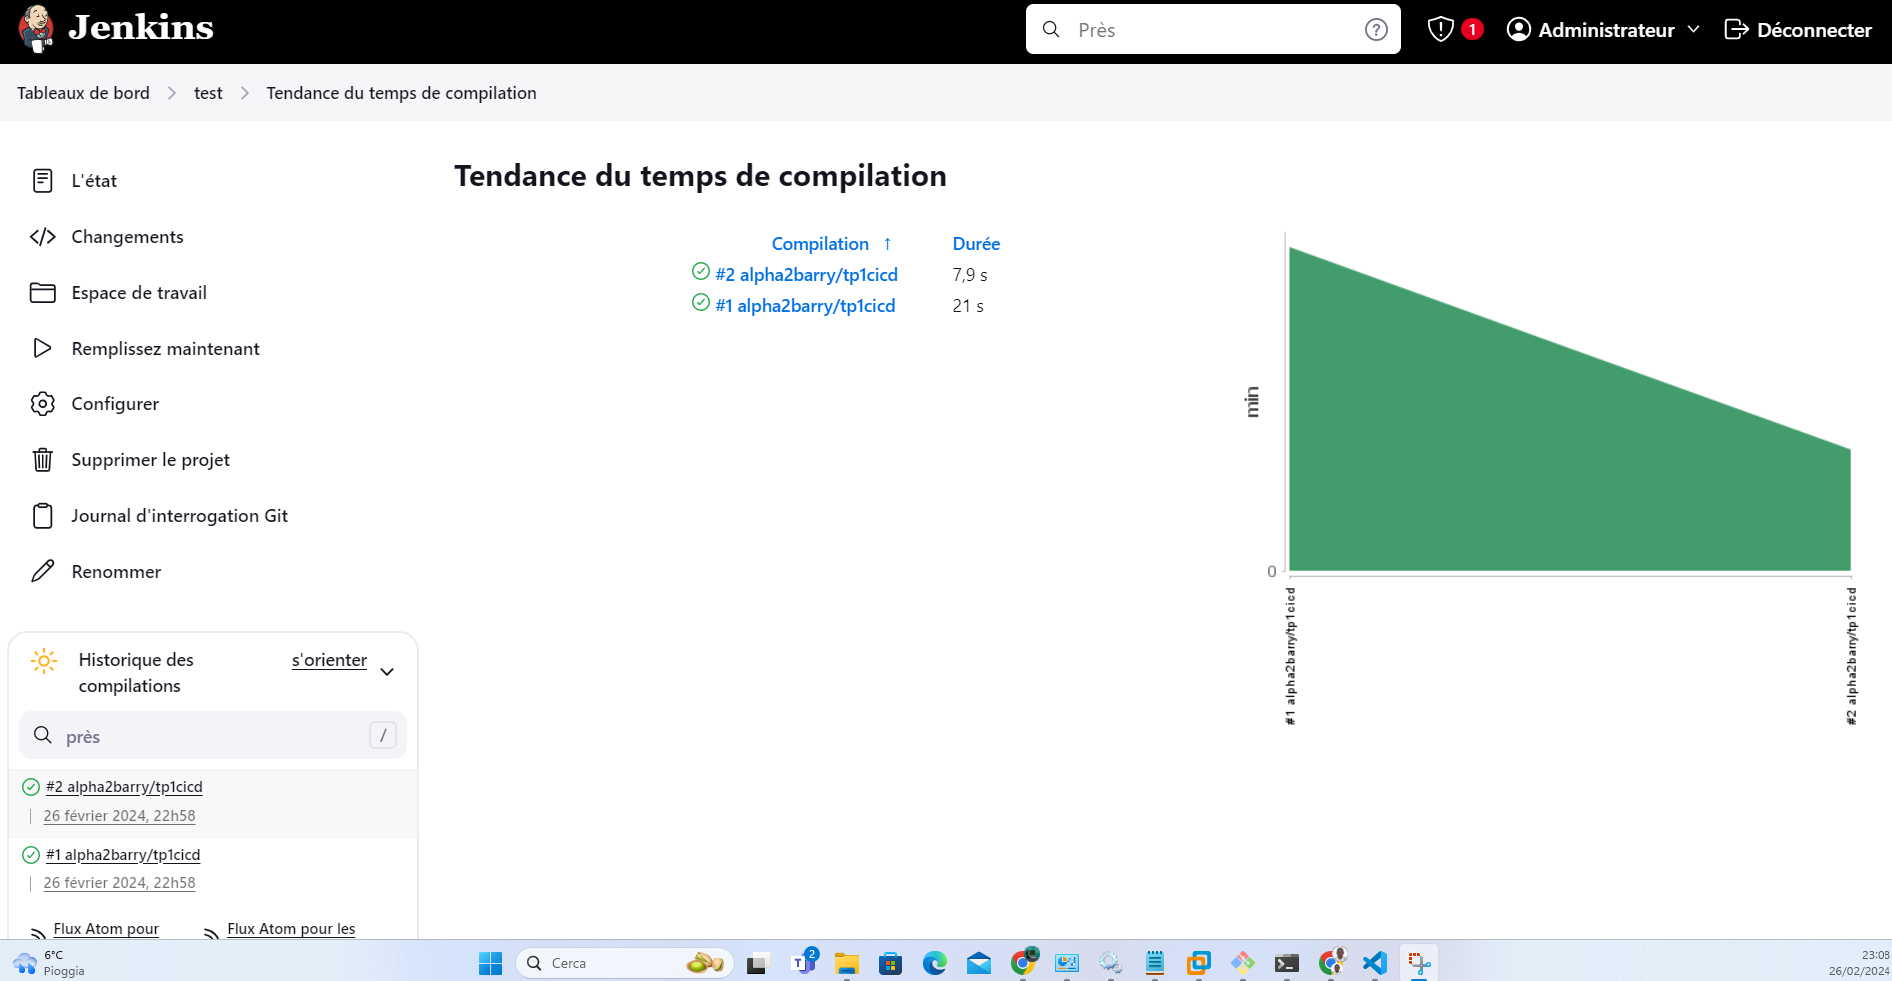 Jenkins
Près
1
Administrateur
Déconnecter
Tableaux de bord
test
Tendance du temps de compilation
L'état
Changements
Espace de travail
Remplissez maintenant
Configurer
Supprimer le projet
Journal d'interrogation Git
Renommer
Historique des
compilations
s'orienter
près
/
#2 alpha2barry/tp1cicd
26 février 2024, 22h58
#1 alpha2barry/tp1cicd
26 février 2024, 22h58
Flux Atom pour
Flux Atom pour les
Tendance du temps de compilation
Compilation ↑ Durée
#2 alpha2barry/tp1cicd 7,9 s
#1 alpha2barry/tp1cicd 21 s
min
0
#1 alpha2barry/tp1cicd
#2 alpha2barry/tp1cicd
6°C
Pioggia
Cerca
2
23:08
26/02/2024